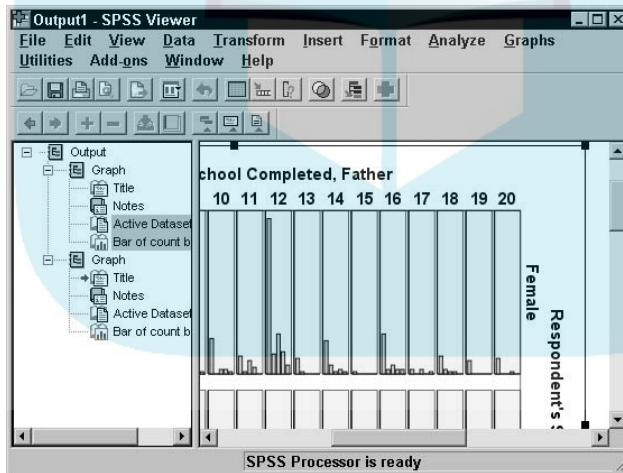 Output1 - SPSS Viewer
File Edit View Data Transform Insert Format Analyze Graphs
Utilities Add-ons Window Help
Output
Graph
Title
Notes
Active Dataset
Bar of count b
Graph
Title
Notes
Active Dataset
Bar of count b
chool Completed, Father
10 11 12 13 14 15 16 17 18 19 20
Female
Respondent's S
SPSS Processor is ready